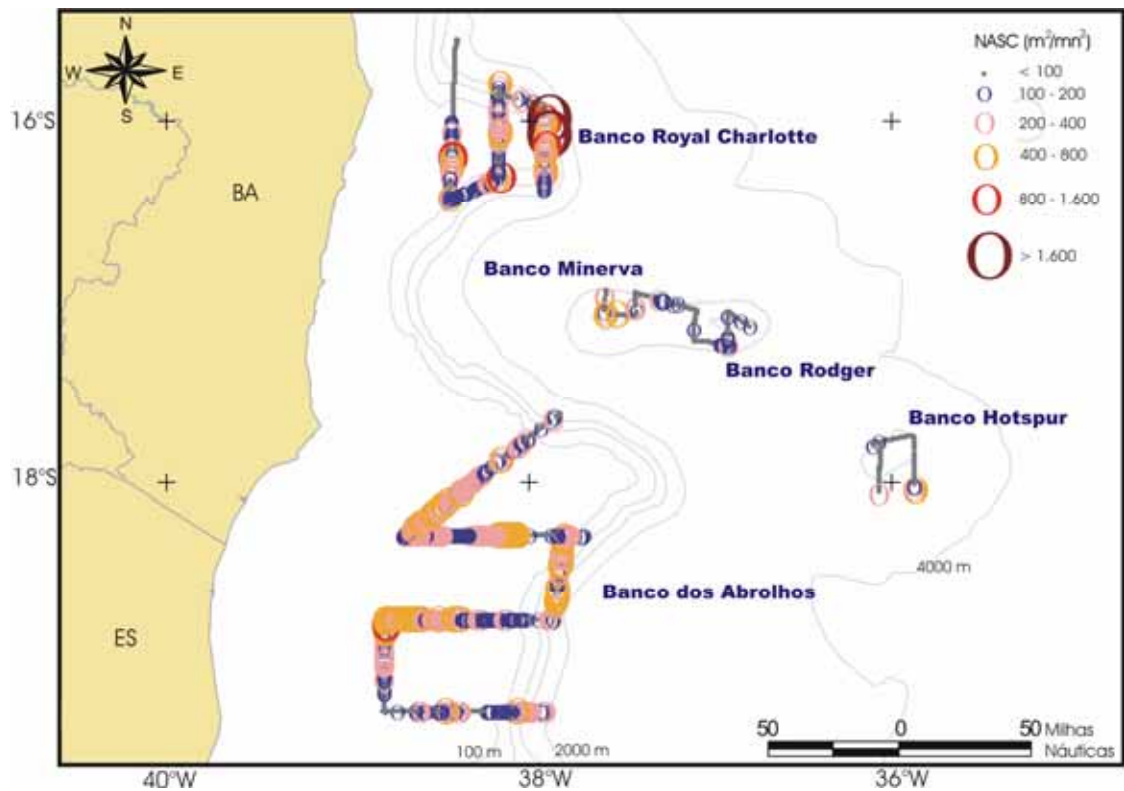 N
W E
S
NASC (m²/mn²)
< 100
100 - 200
200 - 400
400 - 800
800 - 1.600
> 1.600
16°S
Banco Royal Charlotte
BA
Banco Minerva
Banco Rodger
Banco Hotspur
18°S
4000 m
Banco dos Abrolhos
ES
50 0 50 Milhas
Náuticas
100 m 2000 m
40°W 38°W 36°W